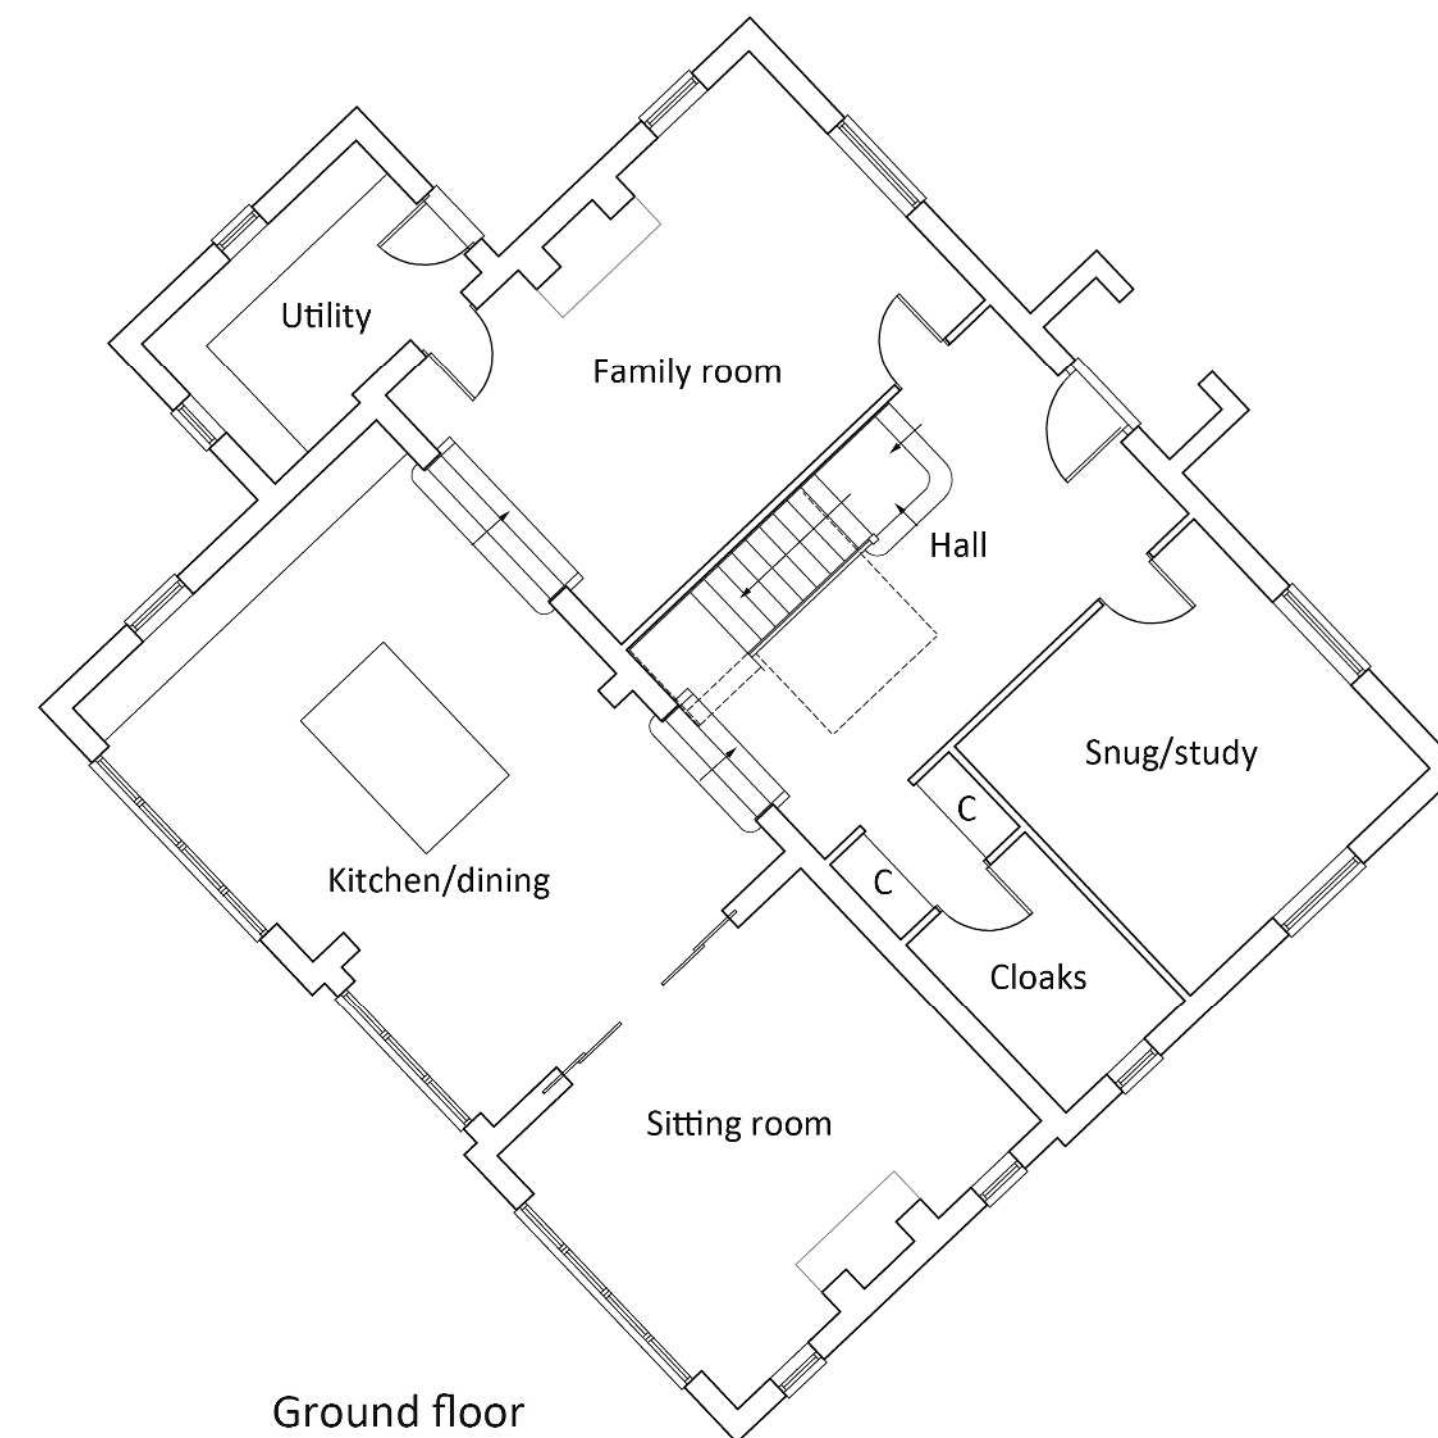 Utility
Family room
Hall
Snug/study
C
Kitchen/dining
C
Cloaks
Sitting room
Ground floor